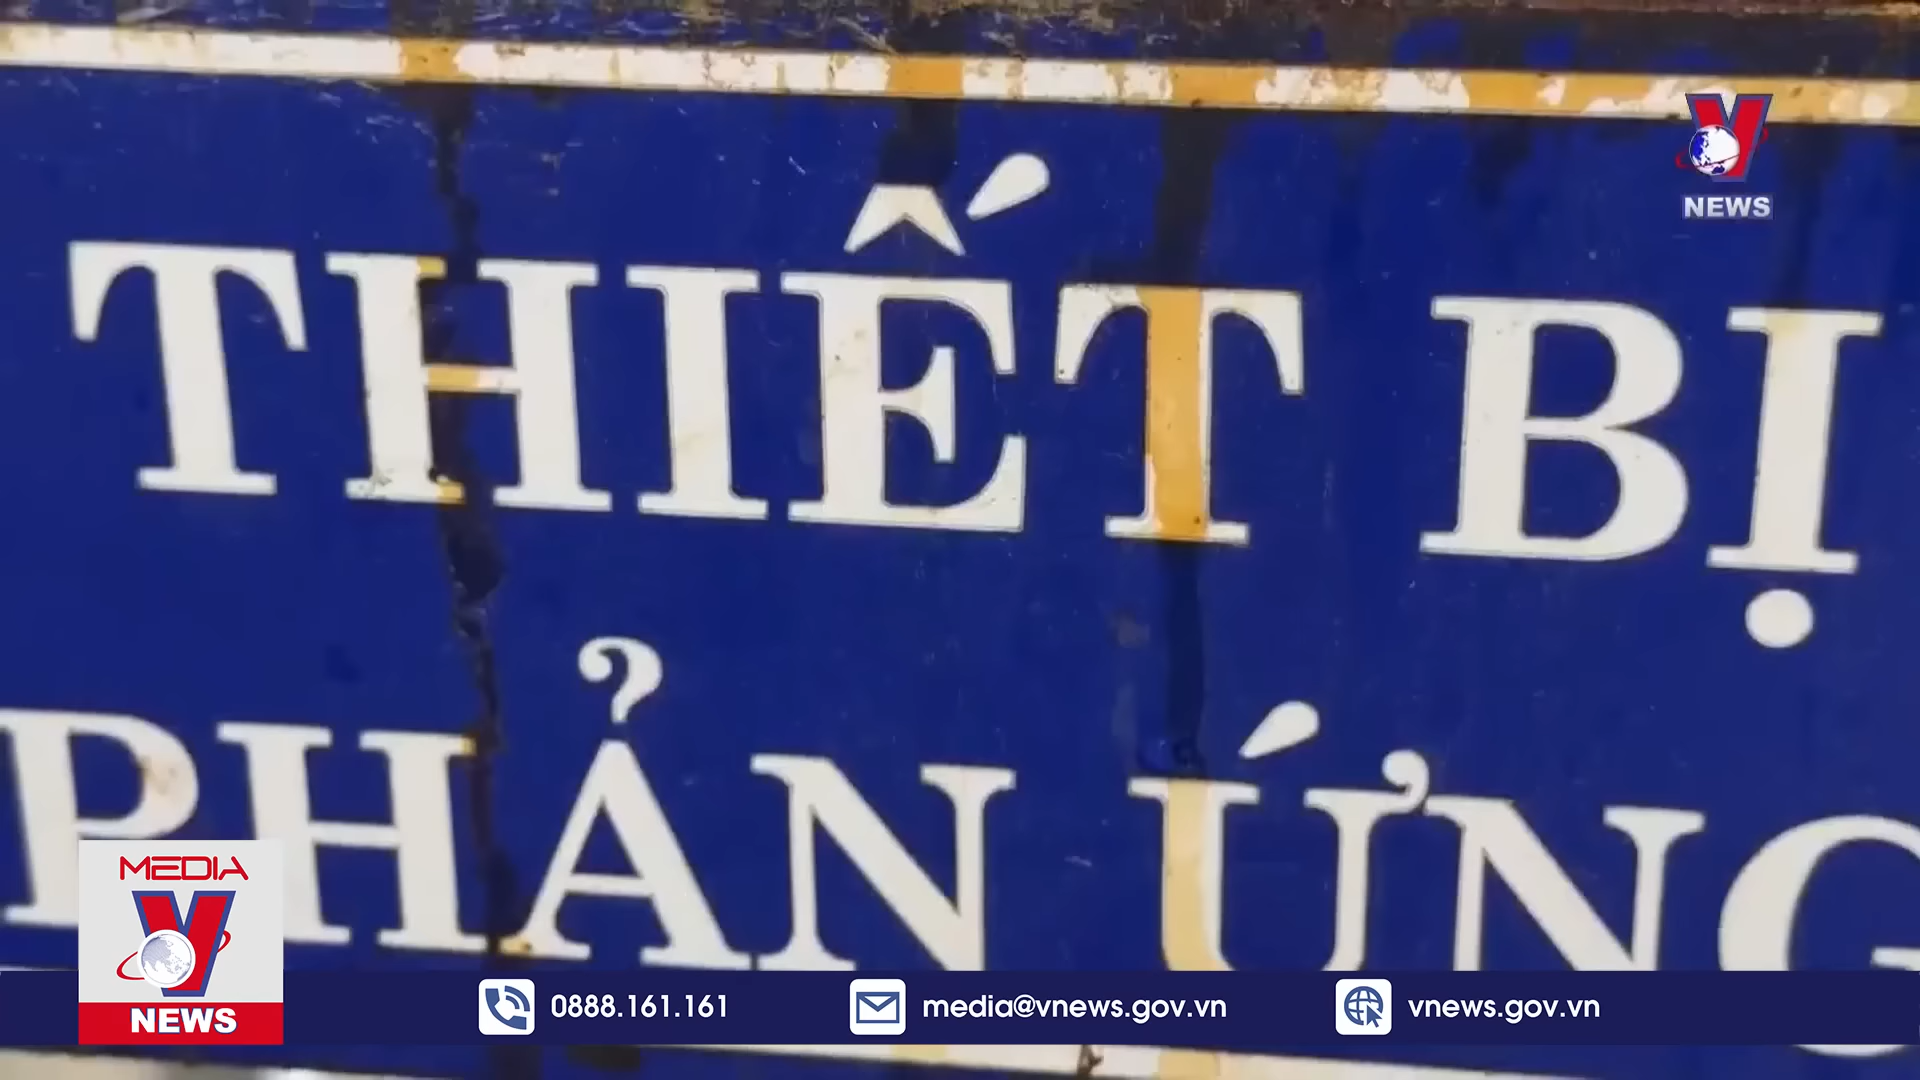 NEWS
THIẾT BỊ
PHẢN ỨNG
MEDIA
NEWS
0888.161.161
media@vnews.gov.vn
vnews.gov.vn